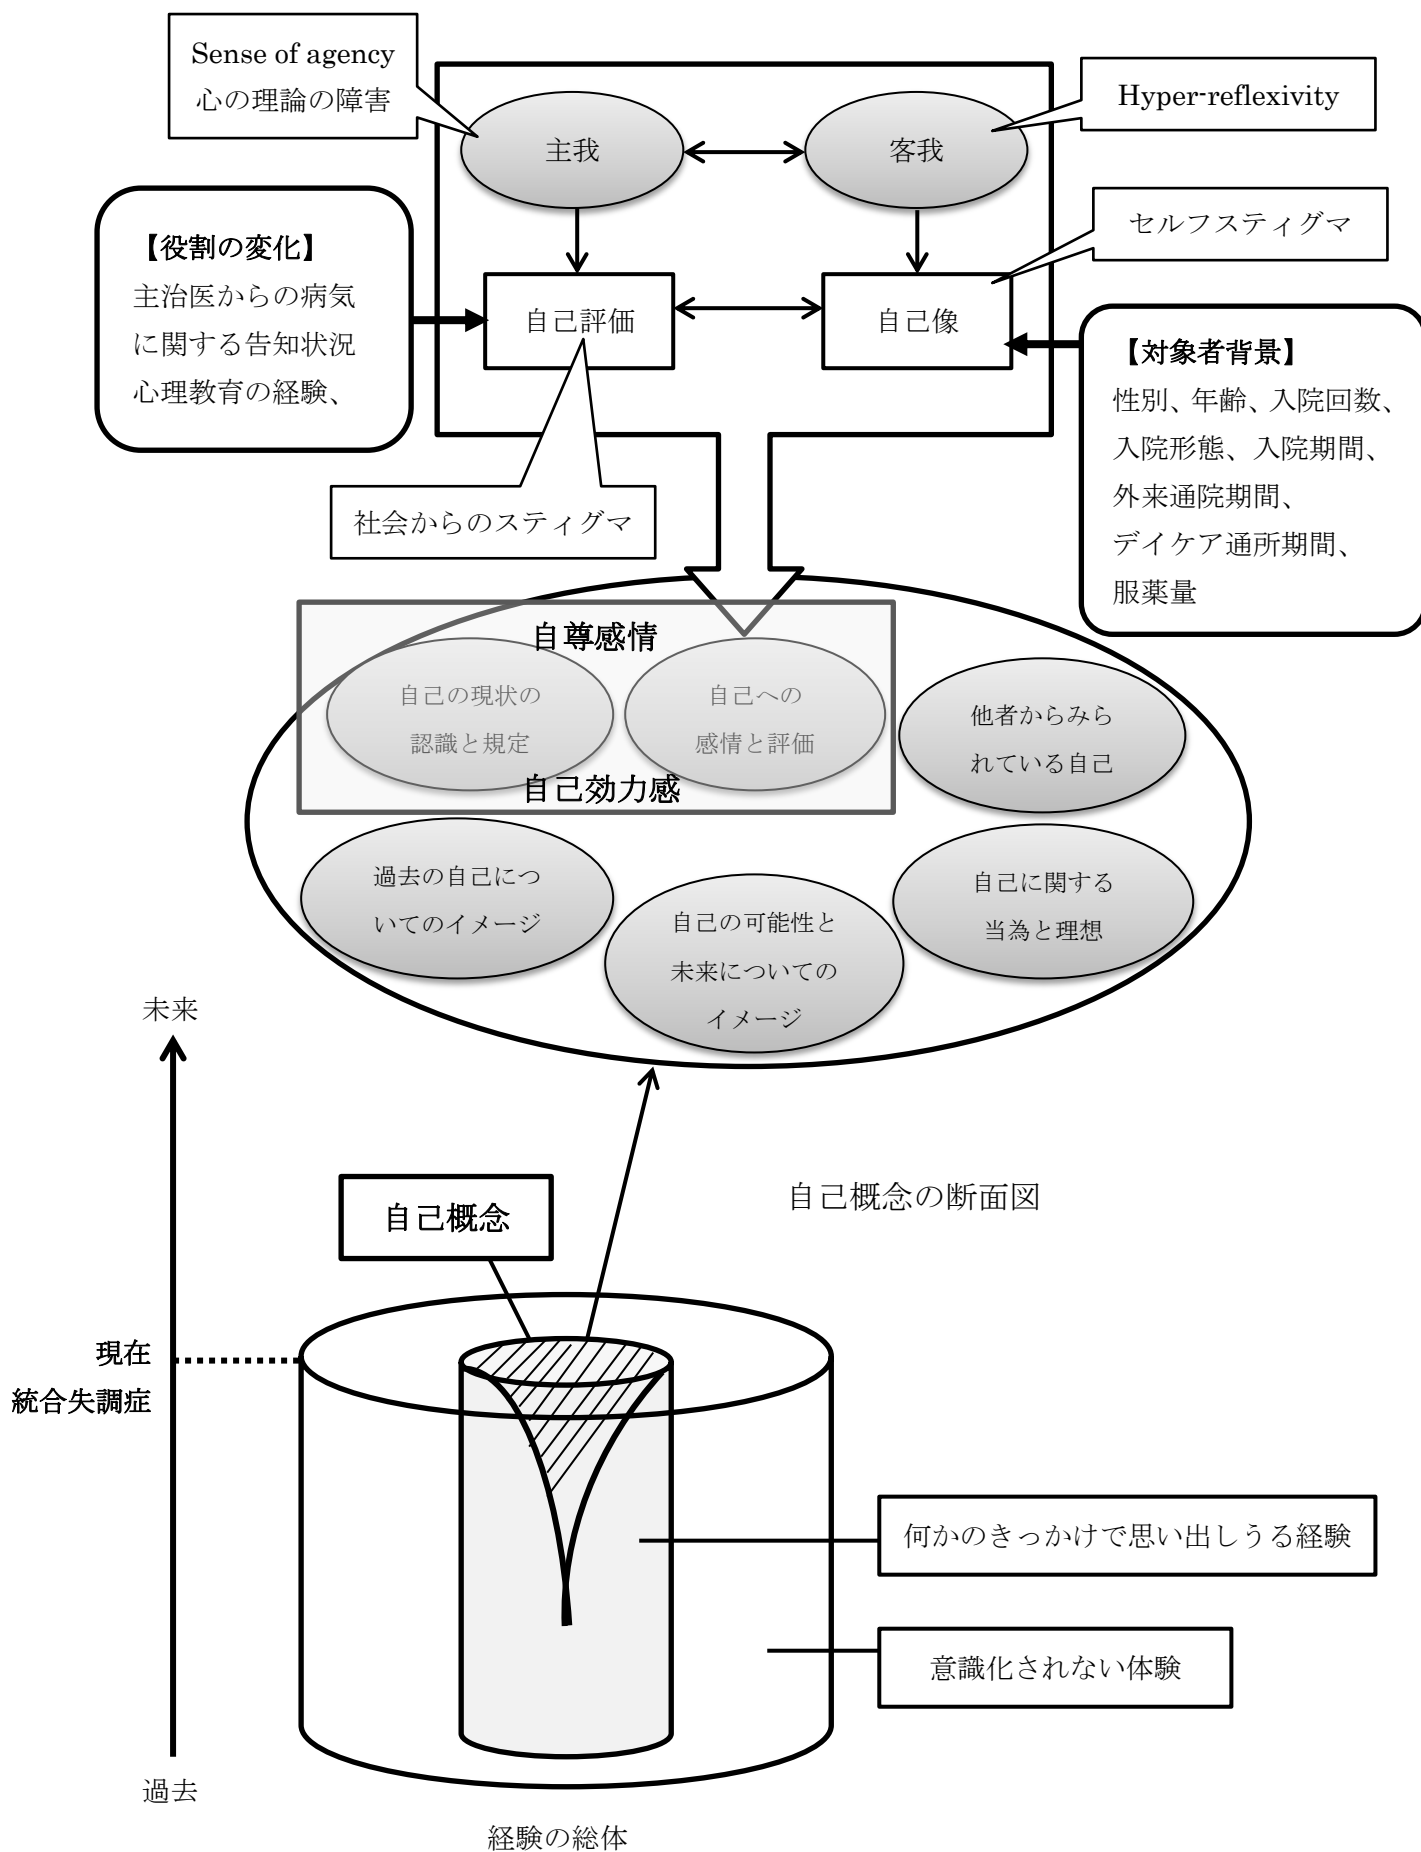 Sense of agency
心の理論の障害
Hyper-reflexivity
主我
客我
セルフスティグマ
【役割の変化】
主治医からの病気
に関する告知状況
心理教育の経験、
自己評価
自己像
【対象者背景】
性別、年齢、入院回数、
入院形態、入院期間、
外来通院期間、
デイケア通所期間、
服薬量
社会からのスティグマ
自尊感情
自己の現状の
認識と規定
自己への
感情と評価
他者からみら
れている自己
自己効力感
過去の自己につ
いてのイメージ
自己の可能性と
未来についての
イメージ
自己に関する
当為と理想
未来
自己概念
自己概念の断面図
現在
統合失調症
何かのきっかけで思い出しうる経験
意識化されない体験
過去
経験の総体